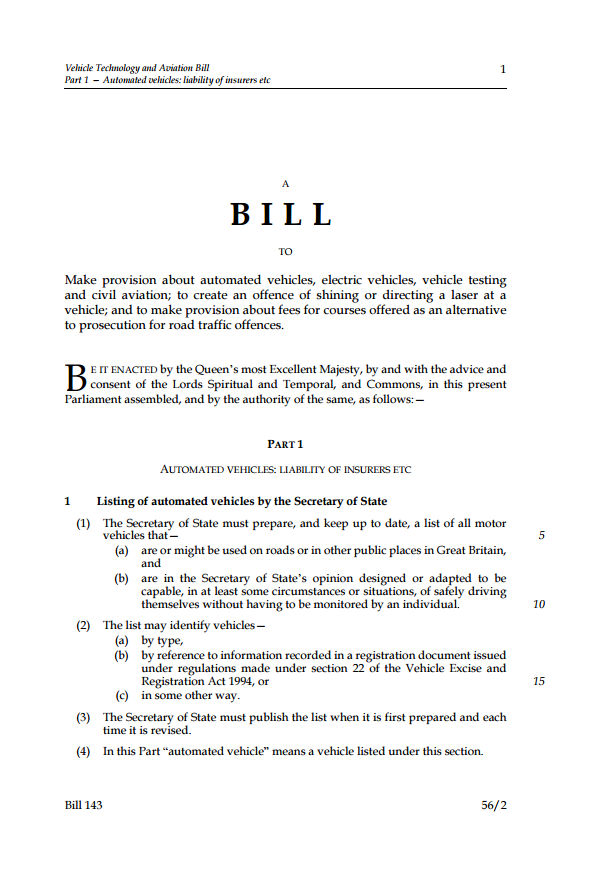 Vehicle Technology and Aviation Bill 1
Part 1 — Automated vehicles: liability of insurers etc
A
BILL
TO
Make provision about automated vehicles, electric vehicles, vehicle testing
and civil aviation; to create an offence of shining or directing a laser at a
vehicle; and to make provision about fees for courses offered as an alternative
to prosecution for road traffic offences.
BE IT ENACTED by the Queen's most Excellent Majesty, by and with the advice and
consent of the Lords Spiritual and Temporal, and Commons, in this present
Parliament assembled, and by the authority of the same, as follows:—
PART 1
AUTOMATED VEHICLES: LIABILITY OF INSURERS ETC
1 Listing of automated vehicles by the Secretary of State
(1) The Secretary of State must prepare, and keep up to date, a list of all motor
vehicles that— 5
(a) are or might be used on roads or in other public places in Great Britain,
and
(b) are in the Secretary of State's opinion designed or adapted to be
capable, in at least some circumstances or situations, of safely driving
themselves without having to be monitored by an individual. 10
(2) The list may identify vehicles—
(a) by type,
(b) by reference to information recorded in a registration document issued
under regulations made under section 22 of the Vehicle Excise and
Registration Act 1994, or 15
(c) in some other way.
(3) The Secretary of State must publish the list when it is first prepared and each
time it is revised.
(4) In this Part "automated vehicle" means a vehicle listed under this section.
Bill 143 56/2